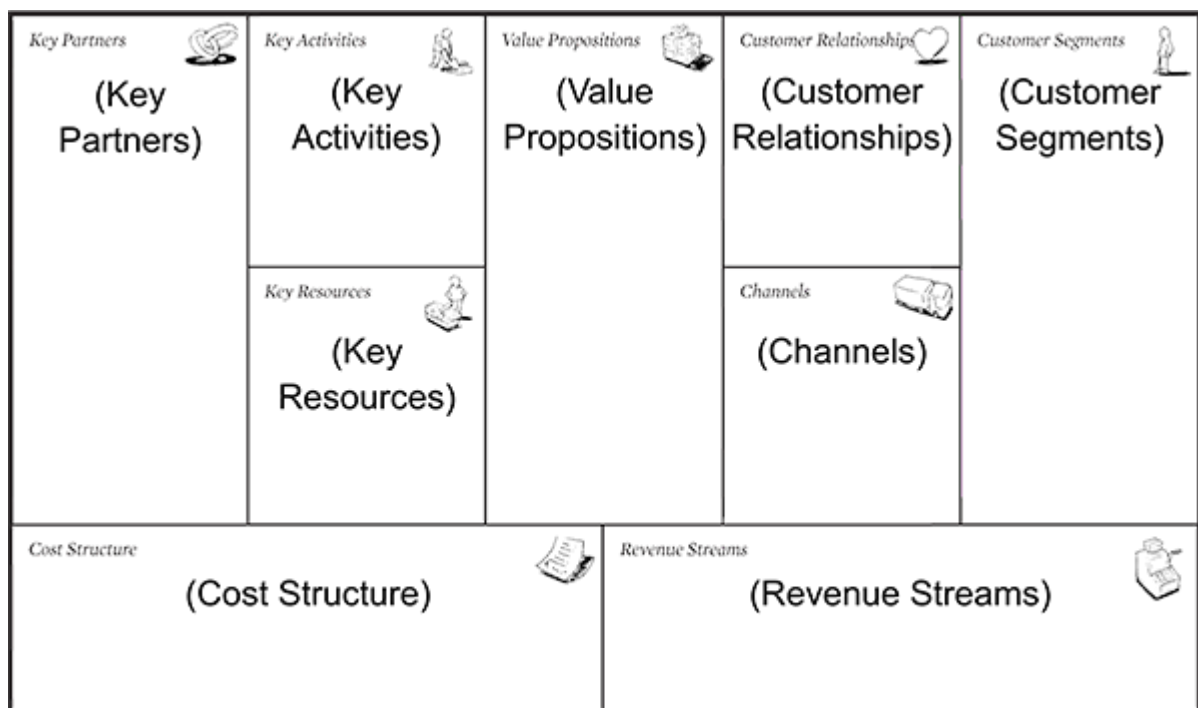 Key Partners
(Key
Partners)
Key Activities
(Key
Activities)
Key Resources
(Key
Resources)
Value Propositions
(Value
Propositions)
Customer Relationships
(Customer
Relationships)
Channels
(Channels)
Customer Segments
(Customer
Segments)
Cost Structure
(Cost Structure)
Revenue Streams
(Revenue Streams)